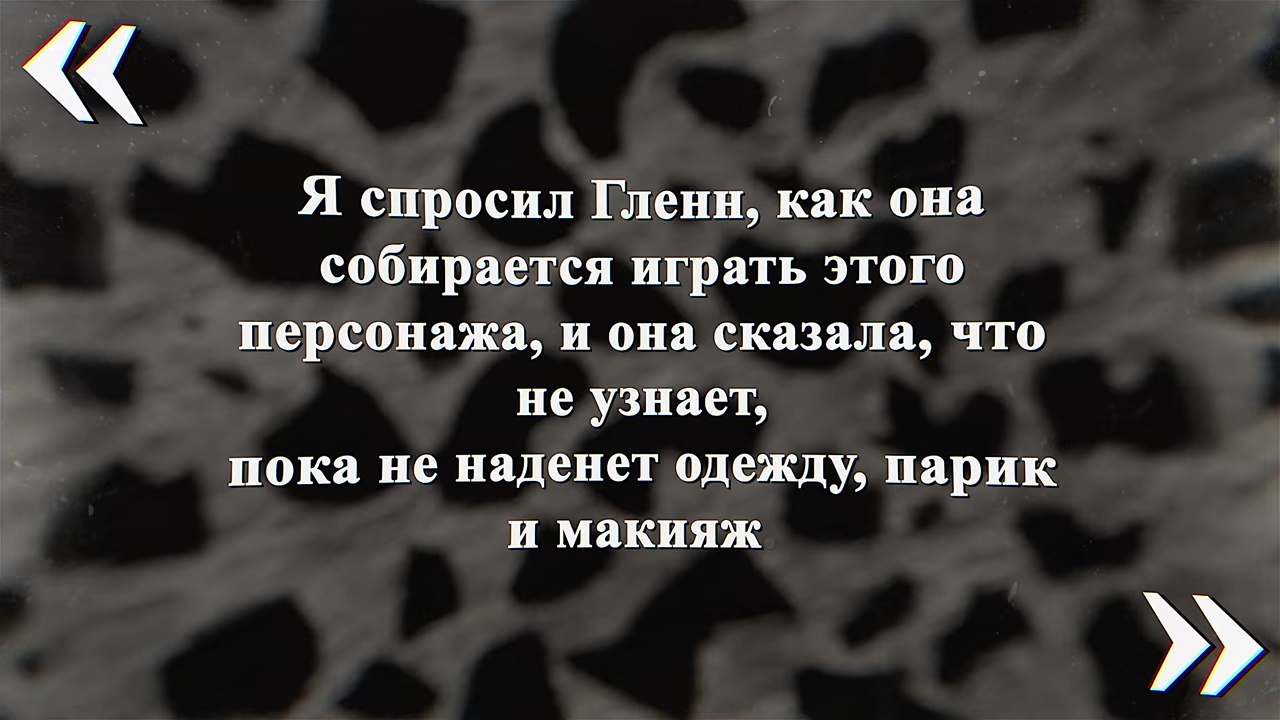 Я спросил Гленн, как она
собирается играть этого
персонажа, и она сказала, что
не узнает,
пока не наденет одежду, парик
и макияж